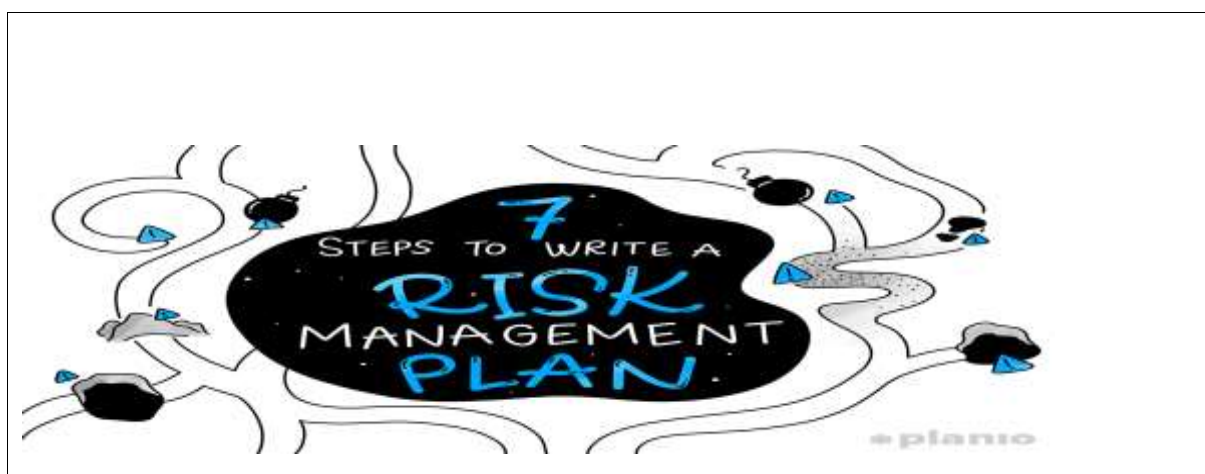 7
STEPS TO WRITE A
RISK
MANAGEMENT
PLAN
planio